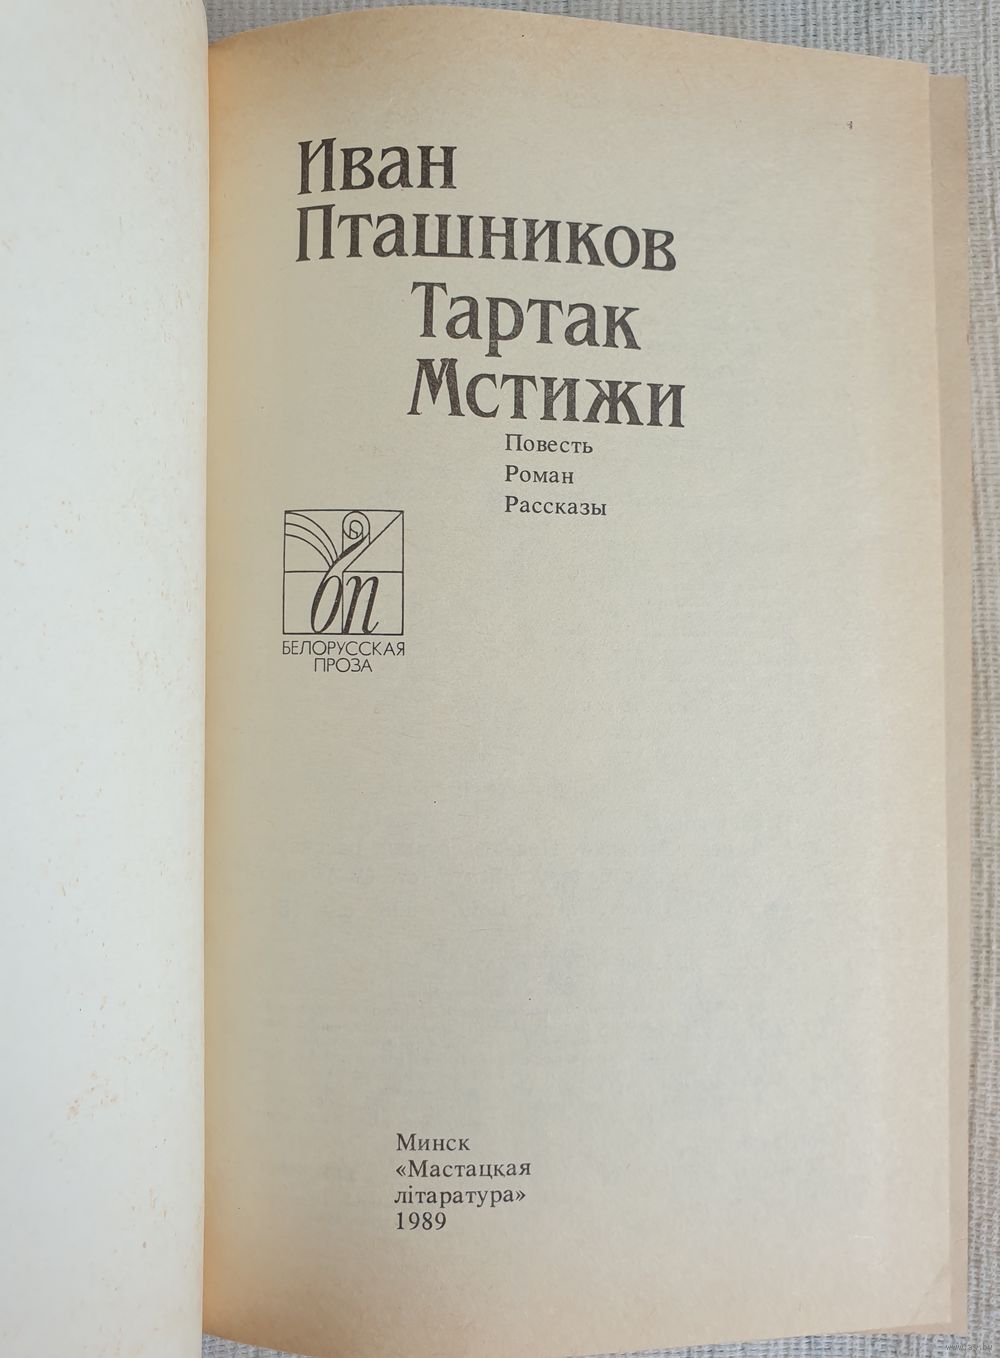 Иван
Пташников
Тартак
Мстижи
Повесть
Роман
Рассказы
бп
БЕЛОРУССКАЯ
ПРОЗА
Минск
«Мастацкая
літаратура»
1989